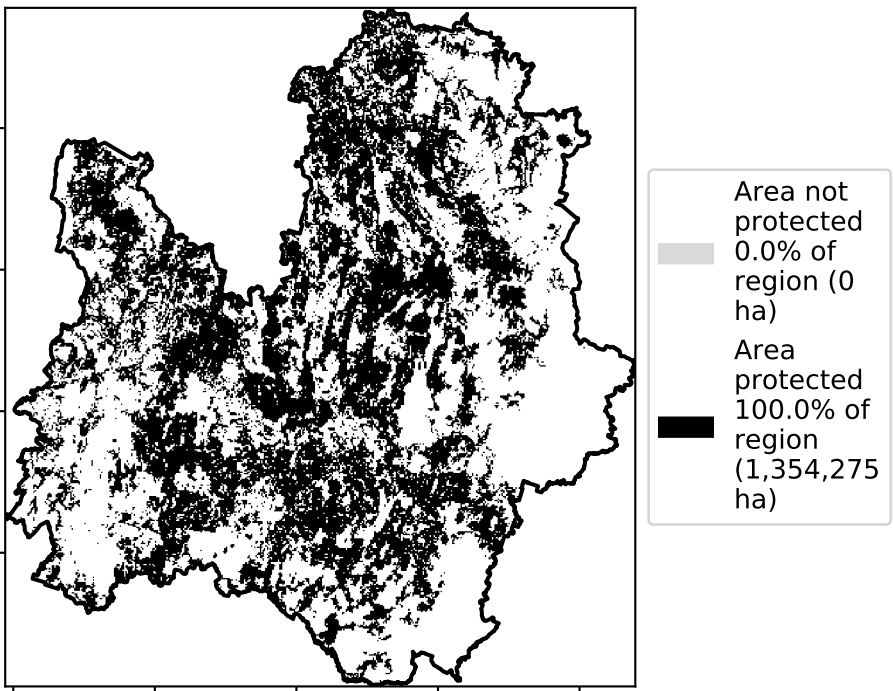 Area not
protected
0.0% of
region (0
ha)
Area
protected
100.0% of
region
(1,354,275
ha)